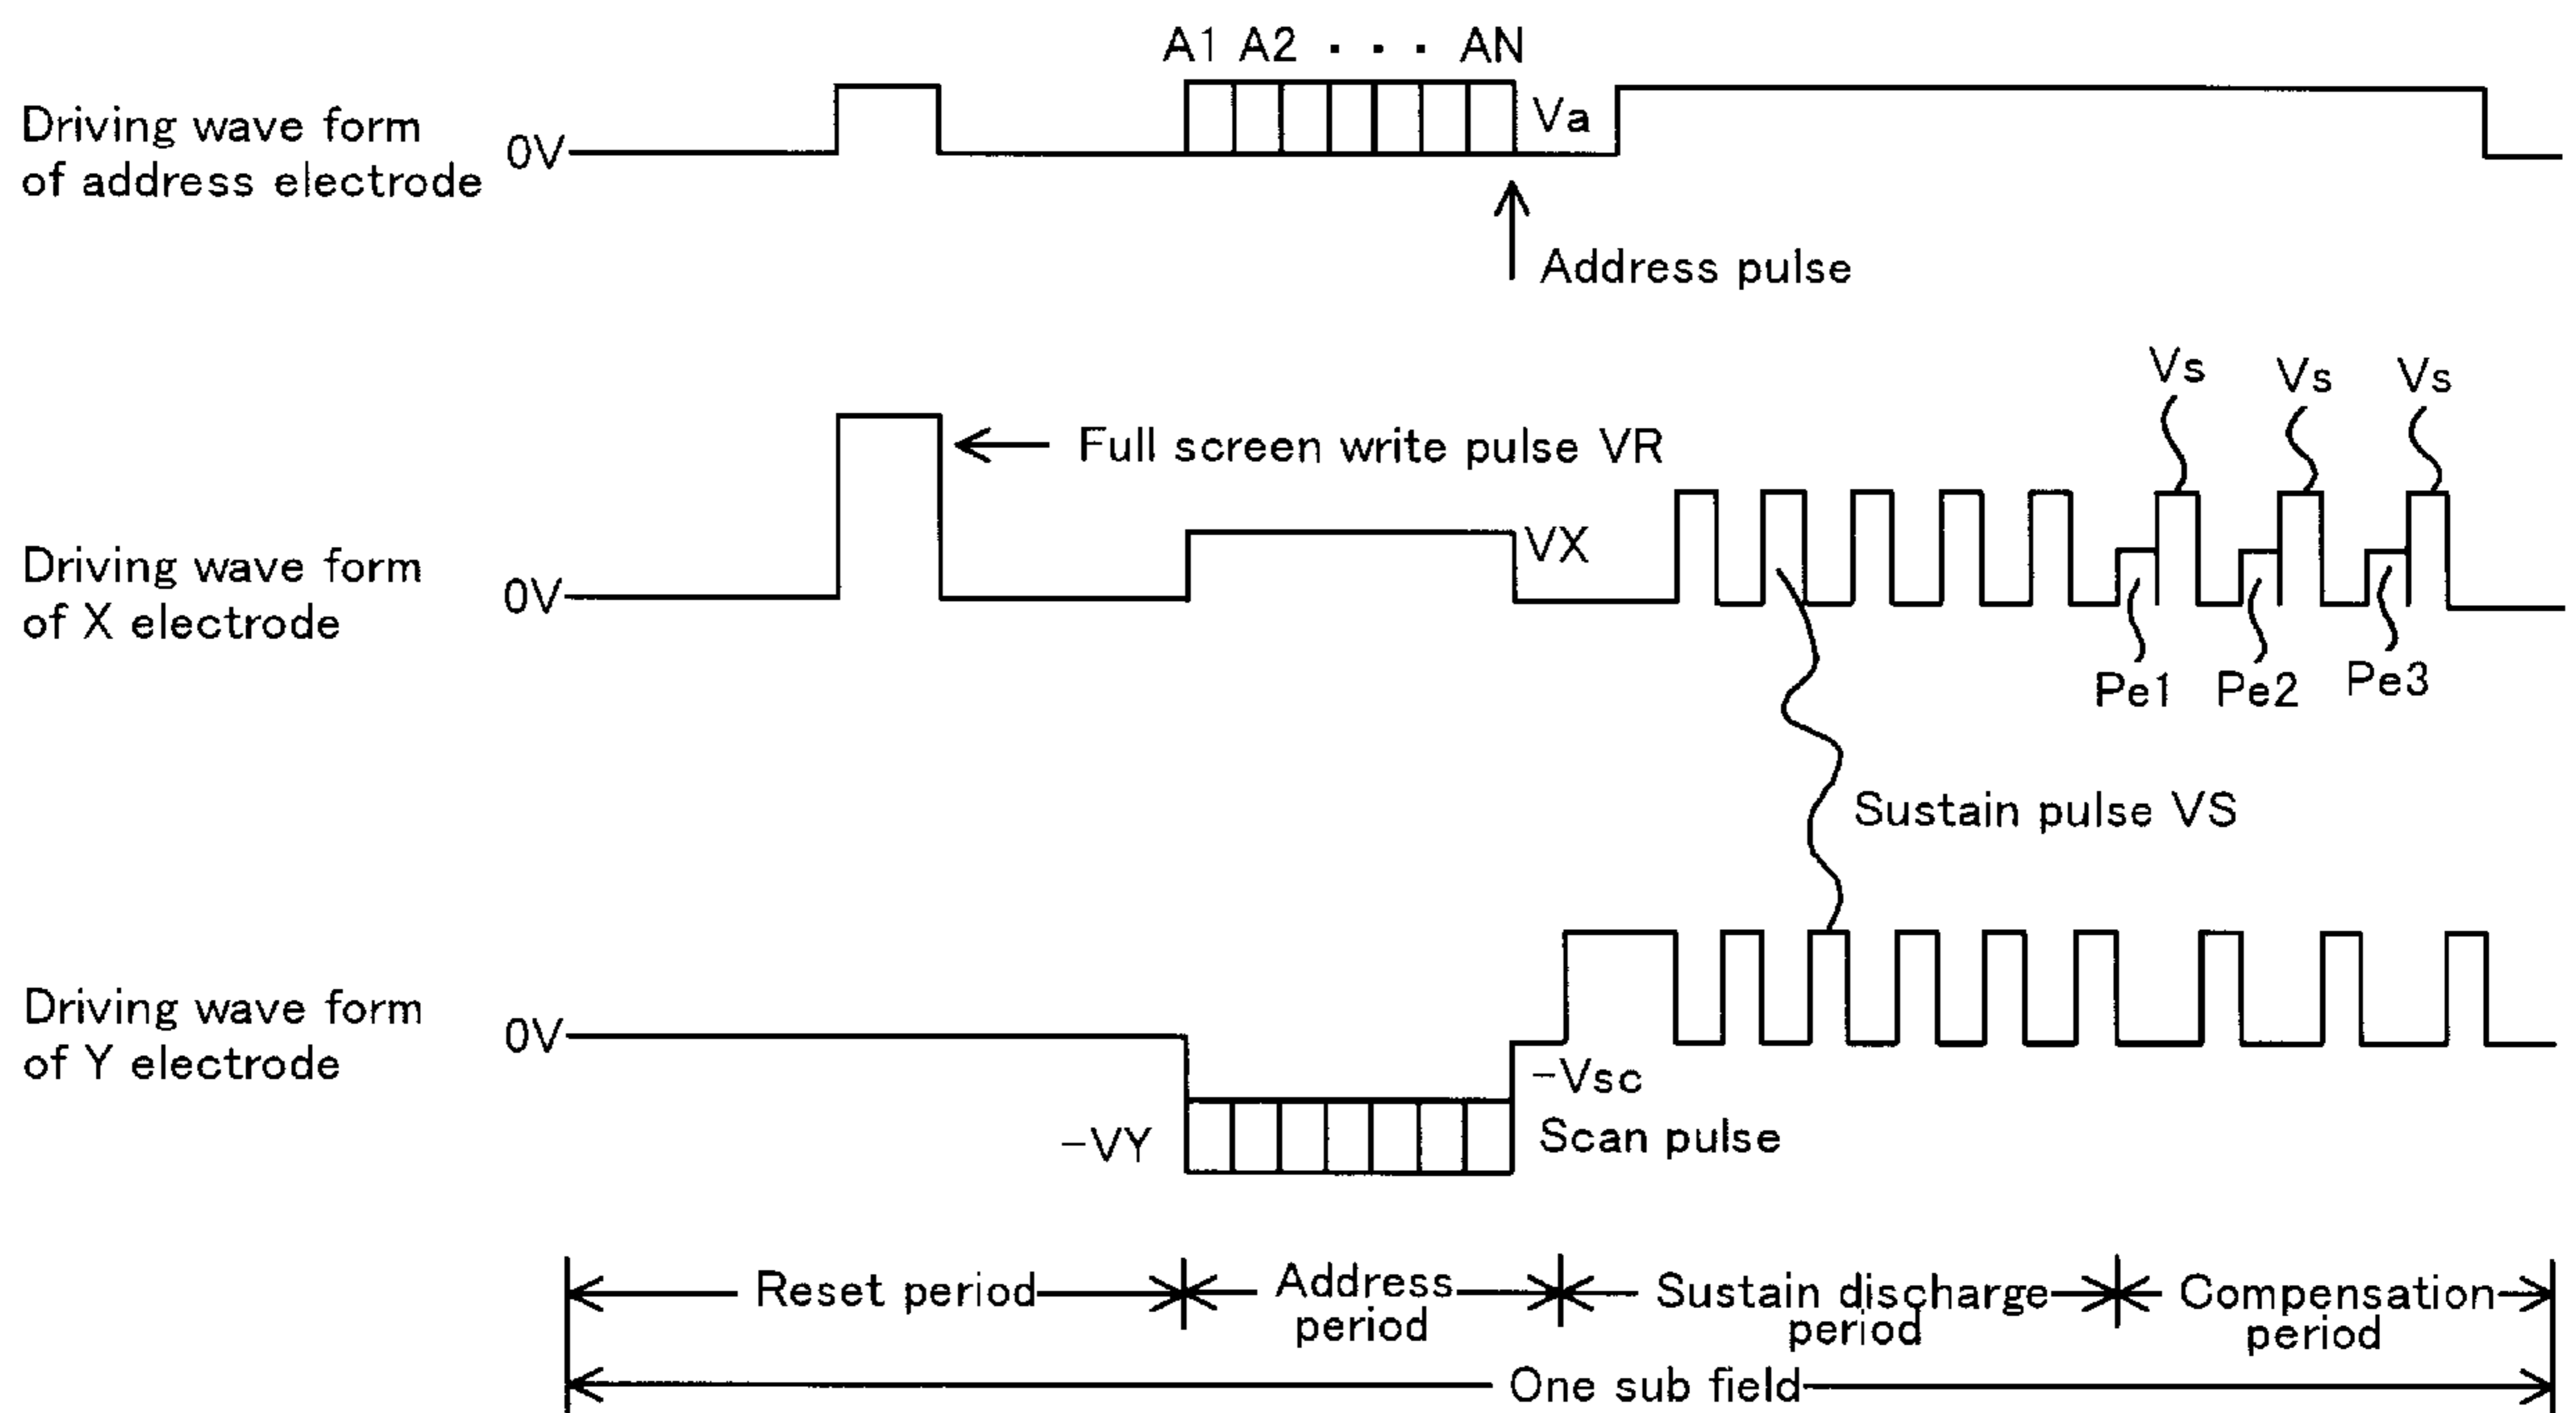 A1 A2 · · · AN
Driving wave form
of address electrode
0V
Va
Address pulse
Vs Vs Vs
Full screen write pulse VR
Driving wave form
of X electrode
0V
VX
Pe1 Pe2 Pe3
Sustain pulse VS
Driving wave form
of Y electrode
0V
-Vsc
-VY
Scan pulse
Reset period
Address
period
Sustain discharge
period
Compensation
period
One sub field